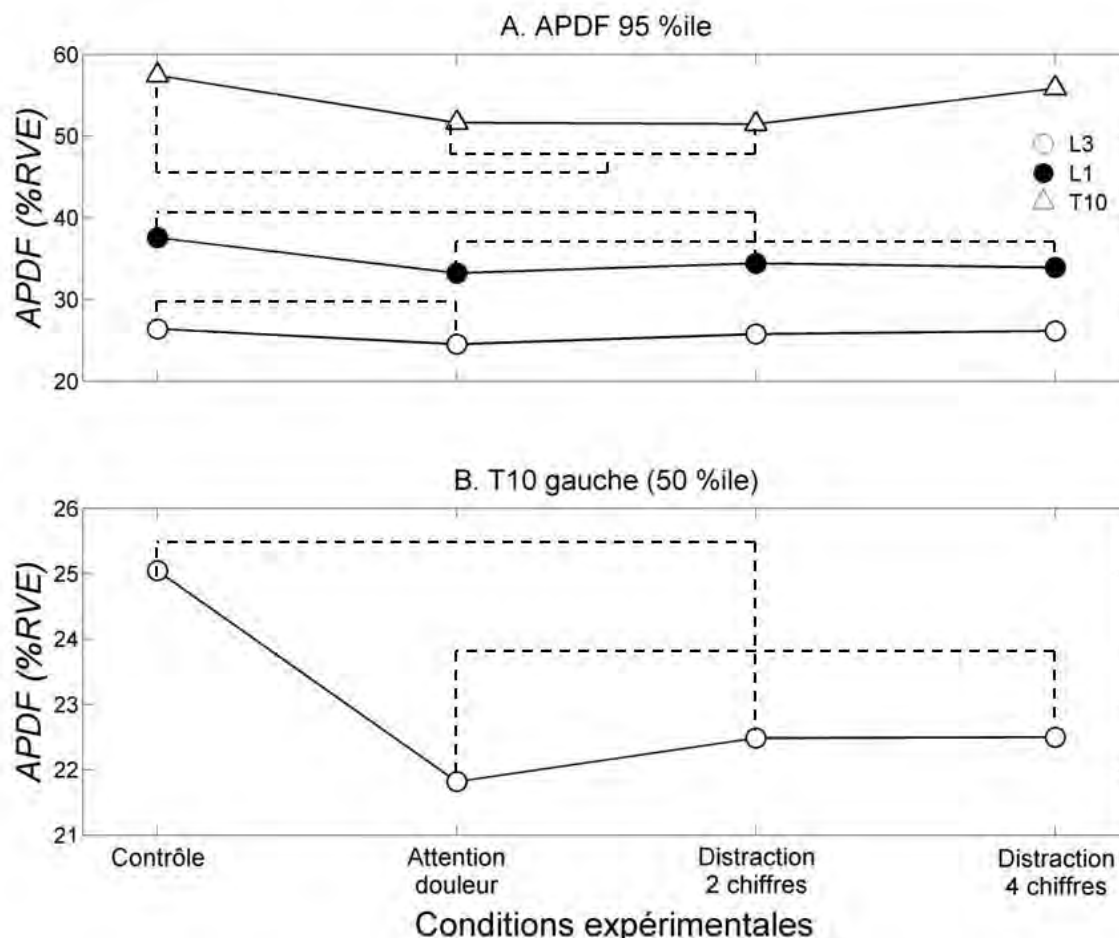 A. APDF 95 %ile
APDF (%RVE)
60
50
40
30
20
L3
L1
T10
B. T10 gauche (50 %ile)
APDF (%RVE)
26
25
24
23
22
21
Contrôle
Attention
douleur
Distraction
2 chiffres
Distraction
4 chiffres
Conditions expérimentales